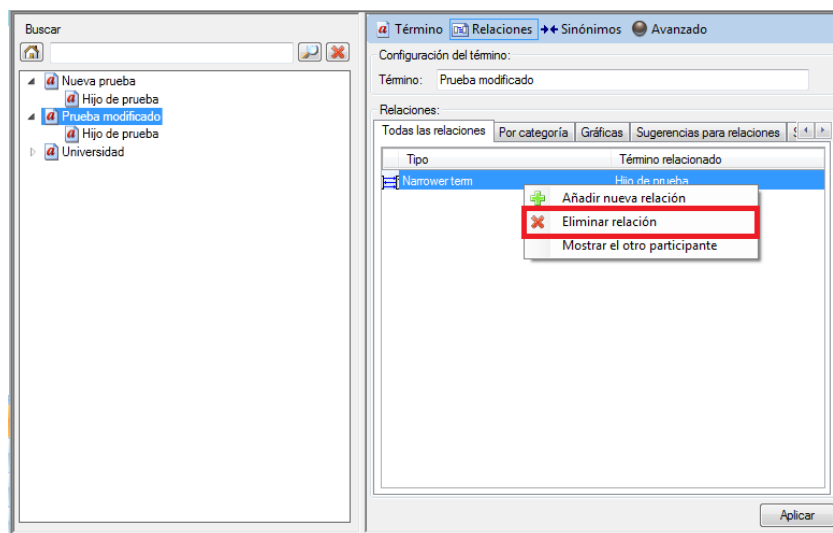 Buscar
Nueva prueba
Hijo de prueba
Prueba modificado
Hijo de prueba
Universidad
Término Relaciones Sinónimos Avanzado
Configuración del término:
Término: Prueba modificado
Relaciones:
Todas las relaciones Por categoría Gráficas Sugerencias para relaciones
Tipo Término relacionado
Narrower term Hijo de prueba
Añadir nueva relación
Eliminar relación
Mostrar el otro participante
Aplicar